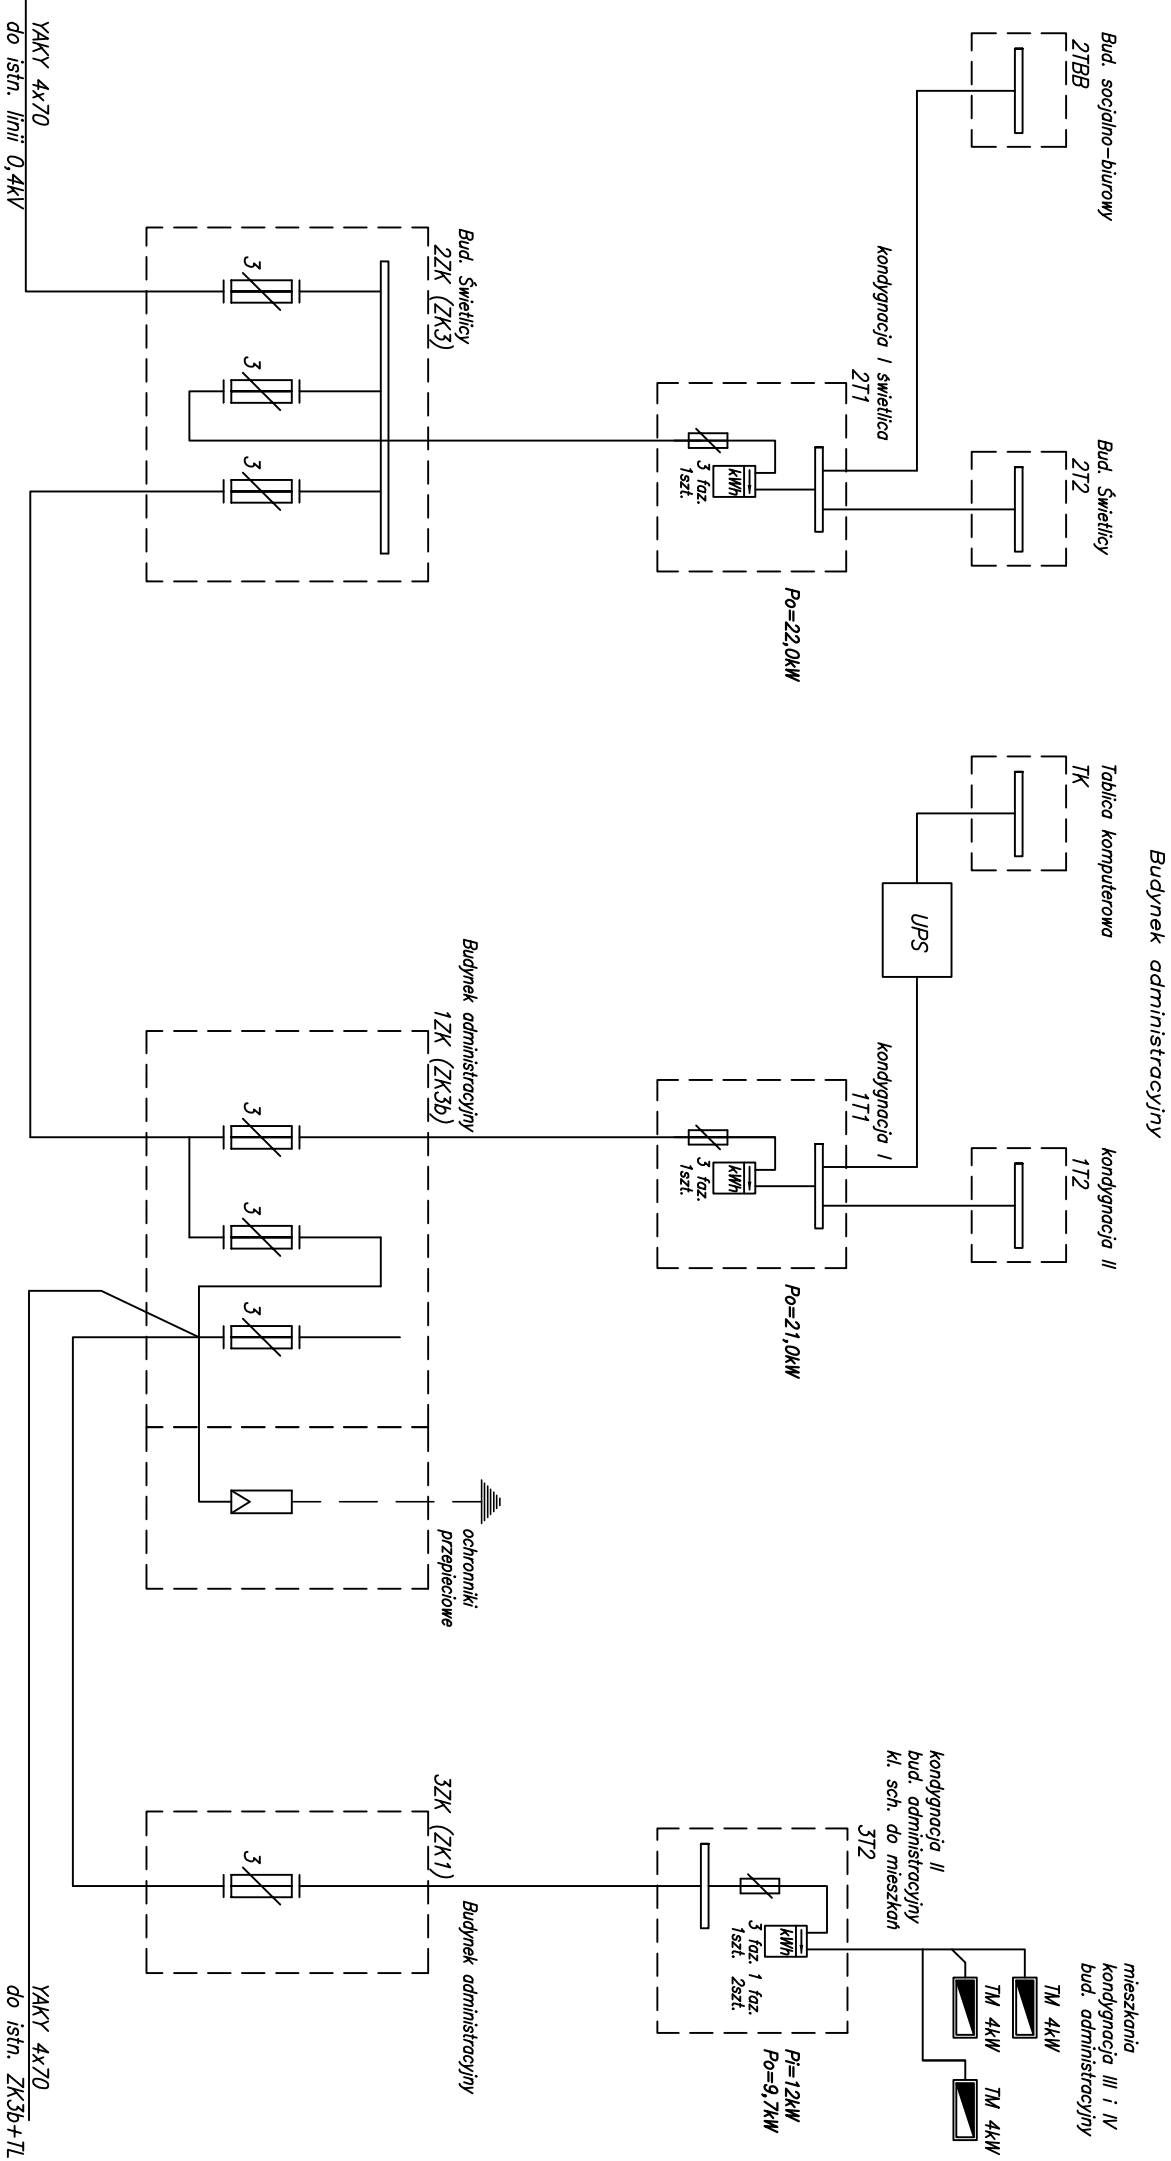 Budynek administracyjny
Bud. socjalno-biurowy
2TBB
Bud. Świetlicy
2T2
Tablica komputerowa
TK
kondygnacja II
1T2
mieszkania
kondygnacja III i IV
bud. administracyjny
TM 4kW
TM 4kW
TM 4kW
UPS
kondygnacja I świetlica
2T1
kWh
3 faz.
1szt.
Po=22,0kW
kondygnacja I
1T1
kWh
3 faz.
1szt.
Po=21,0kW
kondygnacja II
bud. administracyjny
kl. sch. do mieszkań
3T2
kWh
3 faz. 1 faz.
1szt. 2szt.
Pi=12kW
Po=9,7kW
Bud. Świetlicy
2ZK (ZK3)
3
3
3
Budynek administracyjny
1ZK (ZK3b)
3
3
3
ochronniki
przepieciowe
Budynek administracyjny
3ZK (ZK1)
3
YAKY 4x70
do istn. linii 0,4kV
YAKY 4x70
do istn. ZK3b+TL